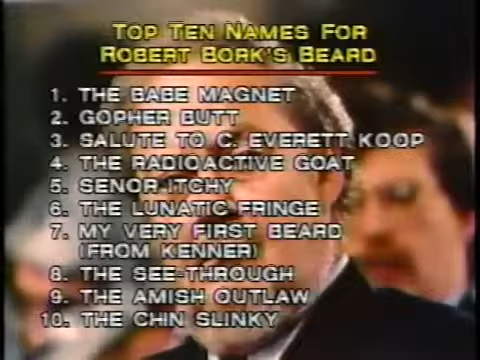 TOP TEN NAMES FOR
ROBERT BORK'S BEARD
1. THE BABE MAGNET
2. GOPHER BUTT
3. SALUTE TO C. EVERETT KOOP
4. THE RADIOACTIVE GOAT
5. SENOR ITCHY
6. THE LUNATIC FRINGE
7. MY VERY FIRST BEARD
(FROM KENNER)
8. THE SEE-THROUGH
9. THE AMISH OUTLAW
10. THE CHIN SLINKY